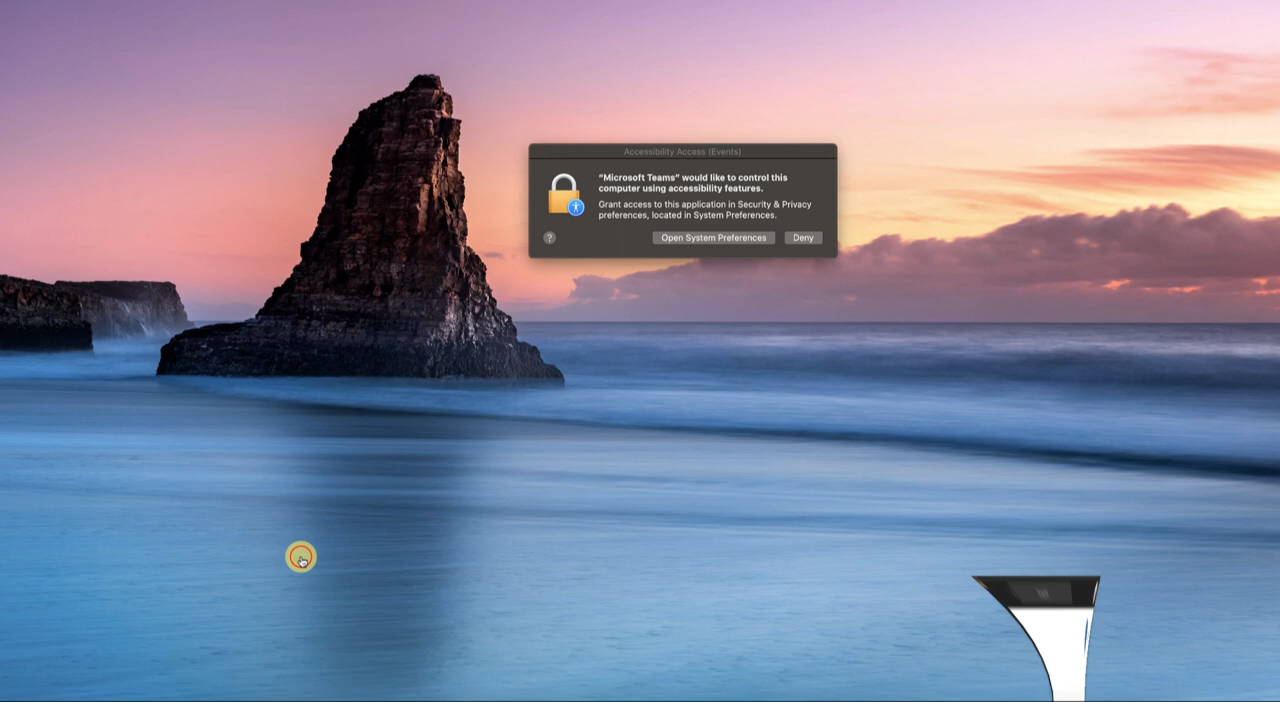 Accessibility Access (Events)
“Microsoft Teams” would like to control this
computer using accessibility features.
Grant access to this application in Security & Privacy
preferences, located in System Preferences.
?
Open System Preferences
Deny